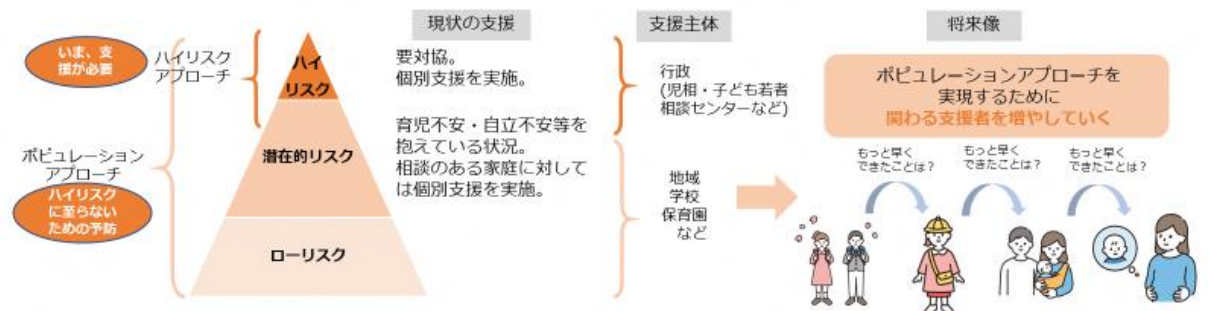 現状の支援
支援主体
将来像
いま、支
援が必要
ハイリスク
アプローチ
ハイ
リスク
要対協。
個別支援を実施。
行政
(児相・子ども若者
相談センターなど)
ポピュレーションアプローチを
実現するために
関わる支援者を増やしていく
ポピュレーション
アプローチ
ハイリスク
に至らない
ための予防
潜在的リスク
育児不安・自立不安等を
抱えている状況。
相談のある家庭に対して
は個別支援を実施。
地域
学校
保育園
など
もっと早く
できたことは？
もっと早く
できたことは？
もっと早く
できたことは？
ローリスク